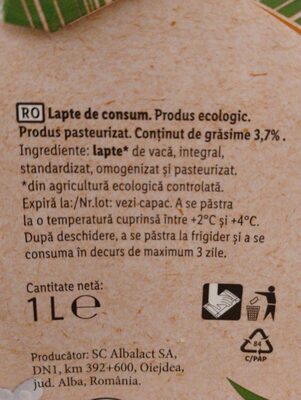 RO Lapte de consum. Produs ecologic.
Produs pasteurizat. Conținut de grăsime 3,7% .
Ingrediente: lapte* de vacă, integral,
standardizat, omogenizat și pasteurizat.
*din agricultură ecologică controlată.
Expiră la:/Nr.lot: vezi capac. A se păstra
la o temperatură cuprinsă între +2°C și +4°C.
După deschidere, a se păstra la frigider și a se
consuma în decurs de maximum 3 zile.
Cantitate netă:
1L℮
84
C/PAP
Producător: SC Albalact SA,
DN1, km 392+600, Oiejdea,
jud. Alba, România.